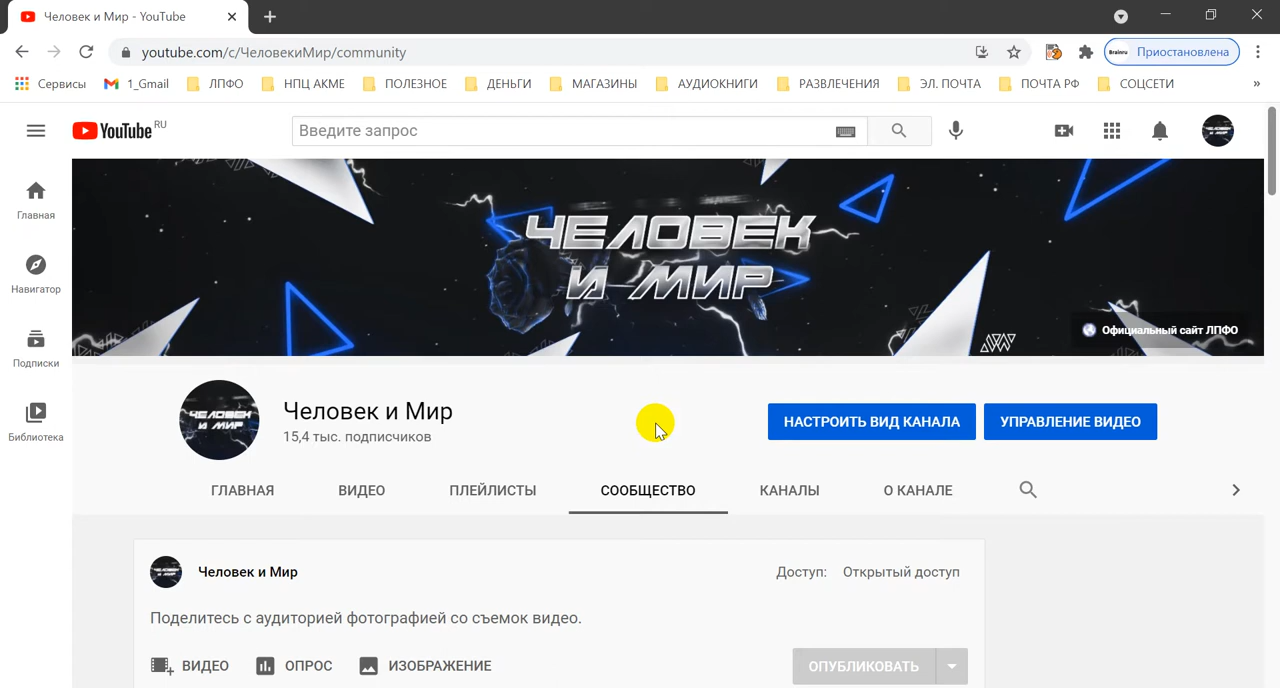 Человек и Мир - YouTube
youtube.com/c/ЧеловекиМир/community
Brainru Приостановлена
Сервисы 1_Gmail ЛПФО НПЦ АКМЕ ПОЛЕЗНОЕ ДЕНЬГИ МАГАЗИНЫ АУДИОКНИГИ РАЗВЛЕЧЕНИЯ ЭЛ. ПОЧТА ПОЧТА РФ СОЦСЕТИ »
YouTube RU
Введите запрос
Главная
Навигатор
Подписки
Библиотека
ЧЕЛОВЕК
И МИР
Официальный сайт ЛПФО
Человек и Мир
15,4 тыс. подписчиков
НАСТРОИТЬ ВИД КАНАЛА УПРАВЛЕНИЕ ВИДЕО
ГЛАВНАЯ ВИДЕО ПЛЕЙЛИСТЫ СООБЩЕСТВО КАНАЛЫ О КАНАЛЕ
Человек и Мир
Доступ: Открытый доступ
Поделитесь с аудиторией фотографией со съемок видео.
ВИДЕО ОПРОС ИЗОБРАЖЕНИЕ ОПУБЛИКОВАТЬ